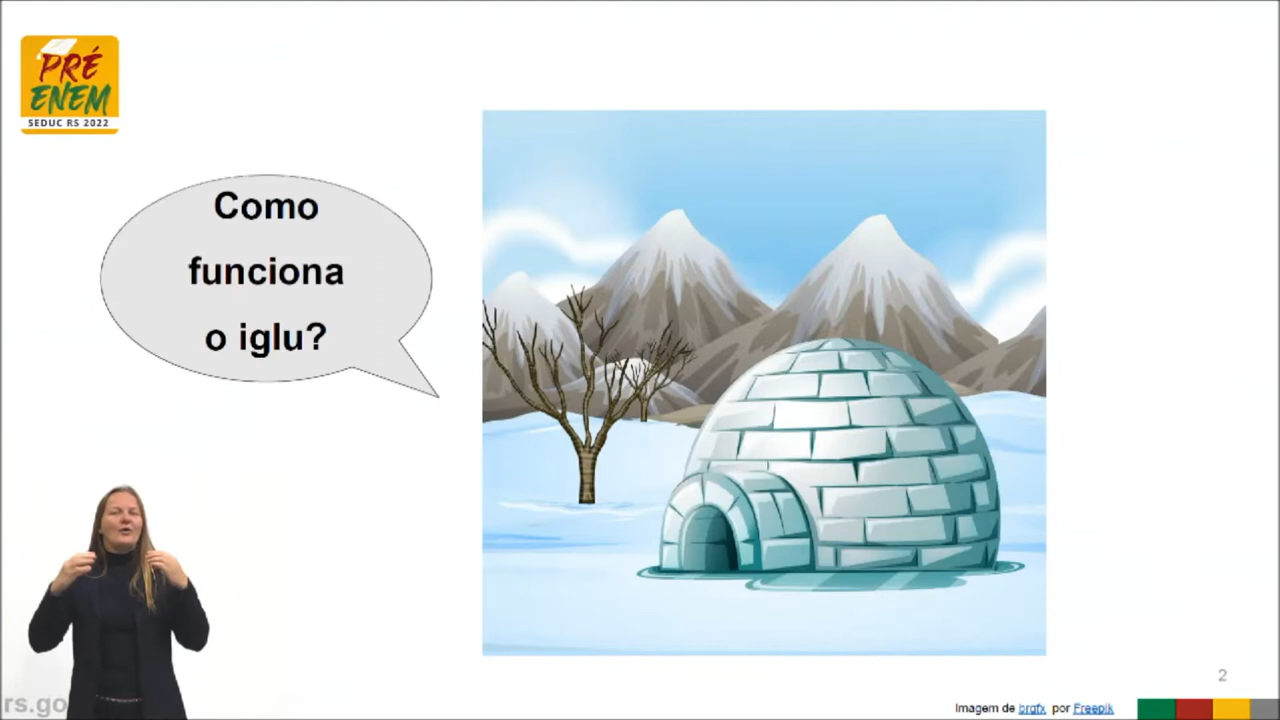 PRÉ
ENEM
SEDUC RS 2022
Como
funciona
o iglu?
rs.go
2
Imagem de brgfx por Freepik